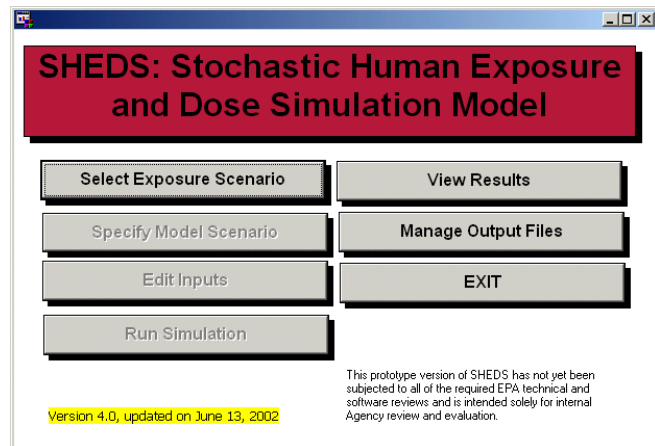 SHEDS: Stochastic Human Exposure
and Dose Simulation Model
Select Exposure Scenario
View Results
Specify Model Scenario
Manage Output Files
Edit Inputs
EXIT
Run Simulation
This prototype version of SHEDS has not yet been
subjected to all of the required EPA technical and
software reviews and is intended solely for internal
Agency review and evaluation.
Version 4.0, updated on June 13, 2002